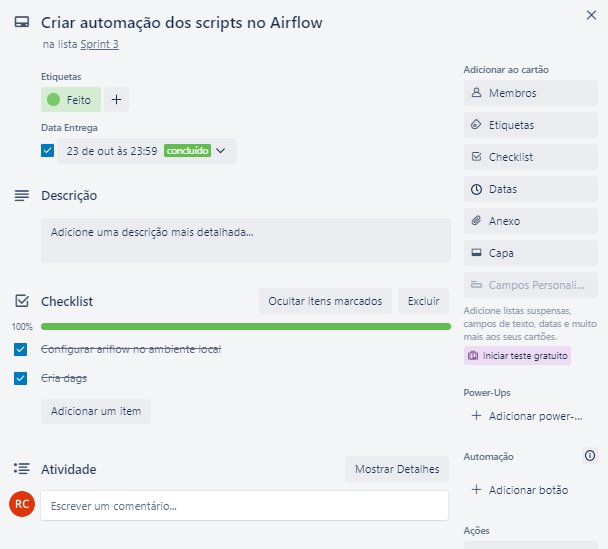 Criar automação dos scripts no Airflow
na lista Sprint 3
Etiquetas
Feito
Data Entrega
23 de out às 23:59 concluído
Descrição
Adicione uma descrição mais detalhada...
Checklist
Ocultar itens marcados
Excluir
100%
Configurar ariflow no ambiente local
Cria dags
Adicionar um item
Atividade
Mostrar Detalhes
RC
Escrever um comentário...
Adicionar ao cartão
Membros
Etiquetas
Checklist
Datas
Anexo
Capa
Campos Personali...
Adicione listas suspensas,
campos de texto, datas e muito
mais aos seus cartões.
Iniciar teste gratuito
Power-Ups
Adicionar power-...
Automação
Adicionar botão
Ações